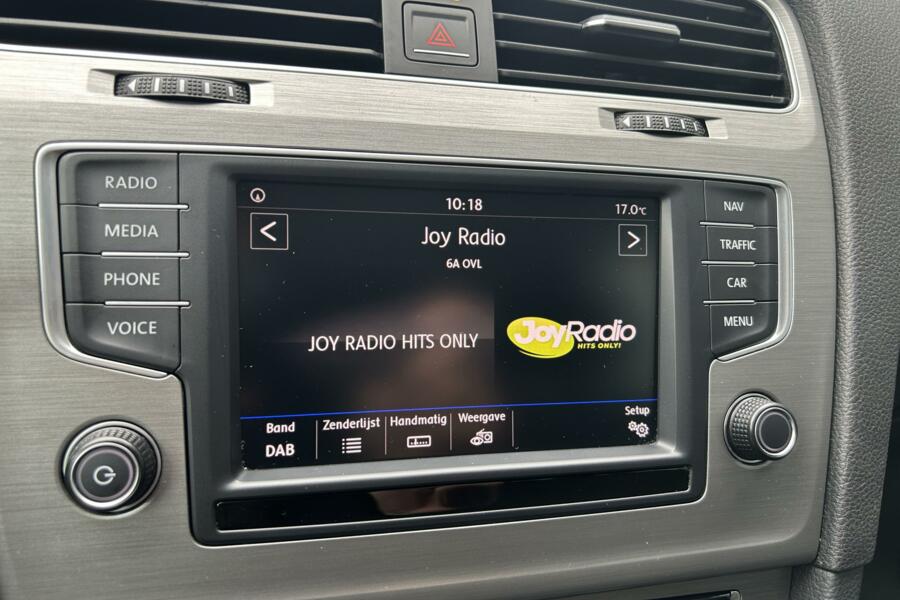 RADIO
MEDIA
PHONE
VOICE
10:18
17.0°C
Joy Radio
6A OVL
JOY RADIO HITS ONLY
JoyRadio
HITS ONLY!
Band
DAB
Zenderlijst
Handmatig
Weergave
Setup
NAV
TRAFFIC
CAR
MENU